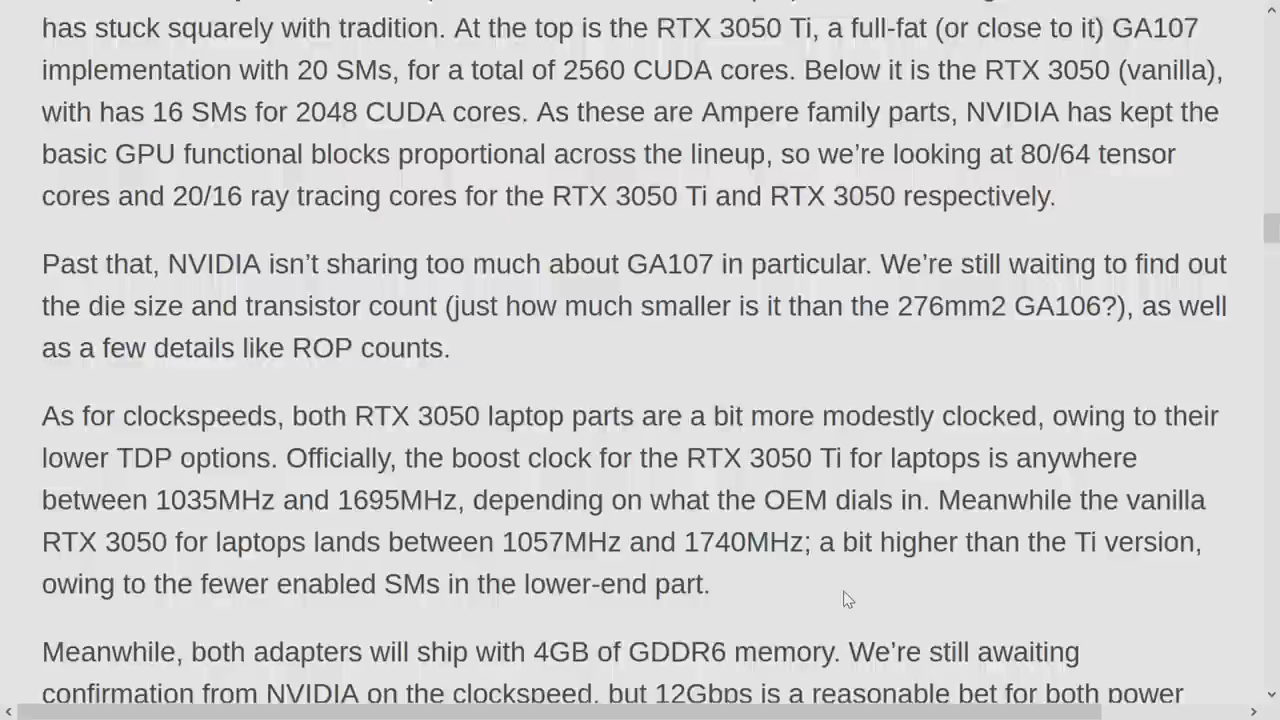 has stuck squarely with tradition. At the top is the RTX 3050 Ti, a full-fat (or close to it) GA107
implementation with 20 SMs, for a total of 2560 CUDA cores. Below it is the RTX 3050 (vanilla),
with has 16 SMs for 2048 CUDA cores. As these are Ampere family parts, NVIDIA has kept the
basic GPU functional blocks proportional across the lineup, so we’re looking at 80/64 tensor
cores and 20/16 ray tracing cores for the RTX 3050 Ti and RTX 3050 respectively.
Past that, NVIDIA isn’t sharing too much about GA107 in particular. We’re still waiting to find out
the die size and transistor count (just how much smaller is it than the 276mm2 GA106?), as well
as a few details like ROP counts.
As for clockspeeds, both RTX 3050 laptop parts are a bit more modestly clocked, owing to their
lower TDP options. Officially, the boost clock for the RTX 3050 Ti for laptops is anywhere
between 1035MHz and 1695MHz, depending on what the OEM dials in. Meanwhile the vanilla
RTX 3050 for laptops lands between 1057MHz and 1740MHz; a bit higher than the Ti version,
owing to the fewer enabled SMs in the lower-end part.
Meanwhile, both adapters will ship with 4GB of GDDR6 memory. We’re still awaiting
confirmation from NVIDIA on the clockspeed, but 12Gbps is a reasonable bet for both power